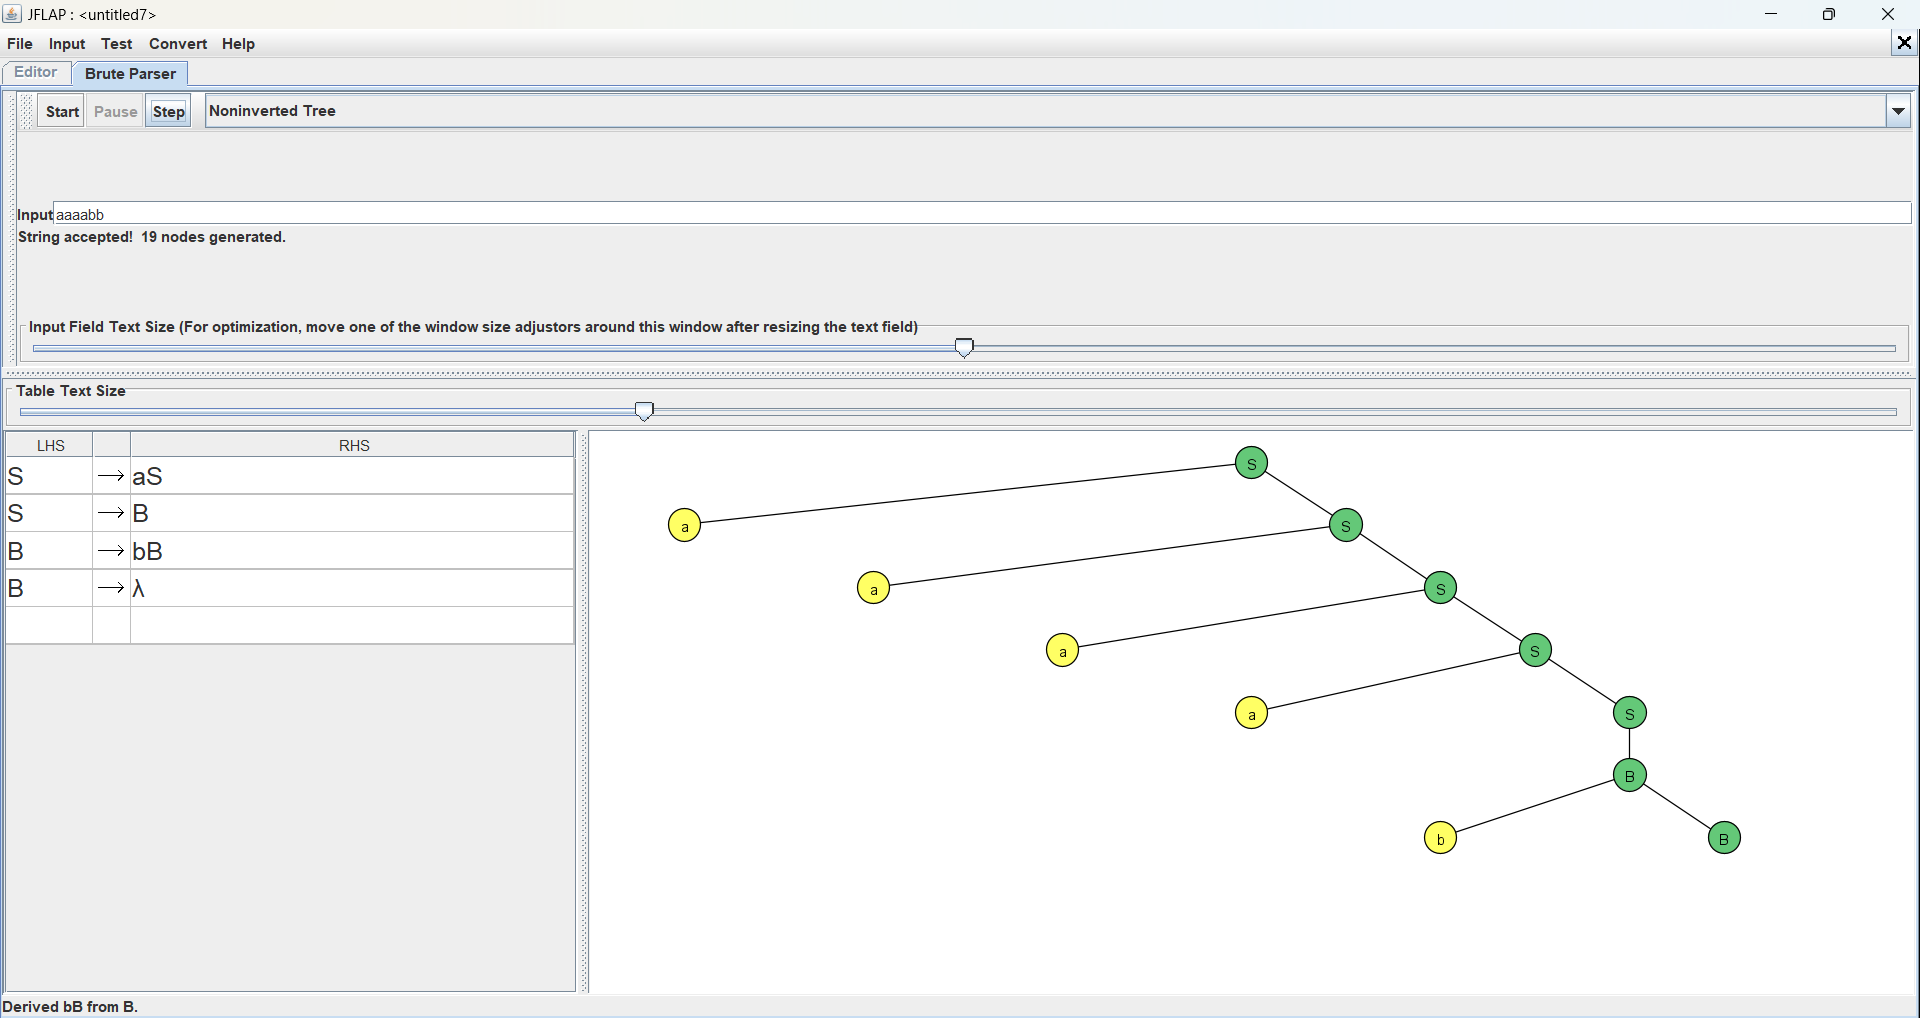 JFLAP : <untitled7>
File Input Test Convert Help
Editor Brute Parser
Start Pause Step Noninverted Tree
Input aaaabb
String accepted! 19 nodes generated.
Input Field Text Size (For optimization, move one of the window size adjustors around this window after resizing the text field)
Table Text Size
LHS RHS
S → aS
S → B
B → bB
B → λ
S
a S
a S
a S
a S
B
b B
Derived bB from B.